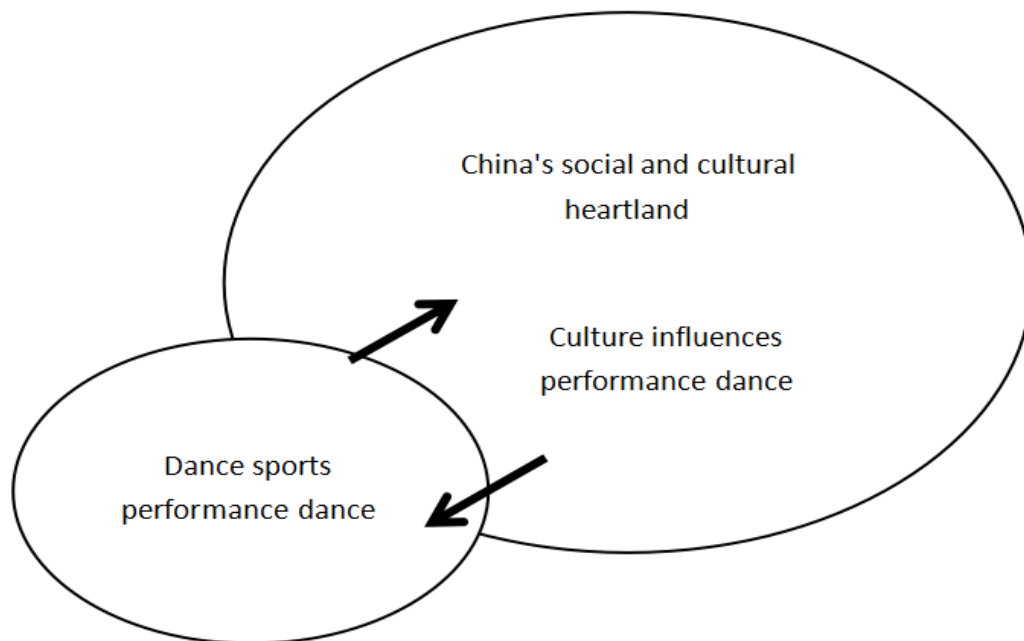 China's social and cultural
heartland
Culture influences
performance dance
Dance sports
performance dance